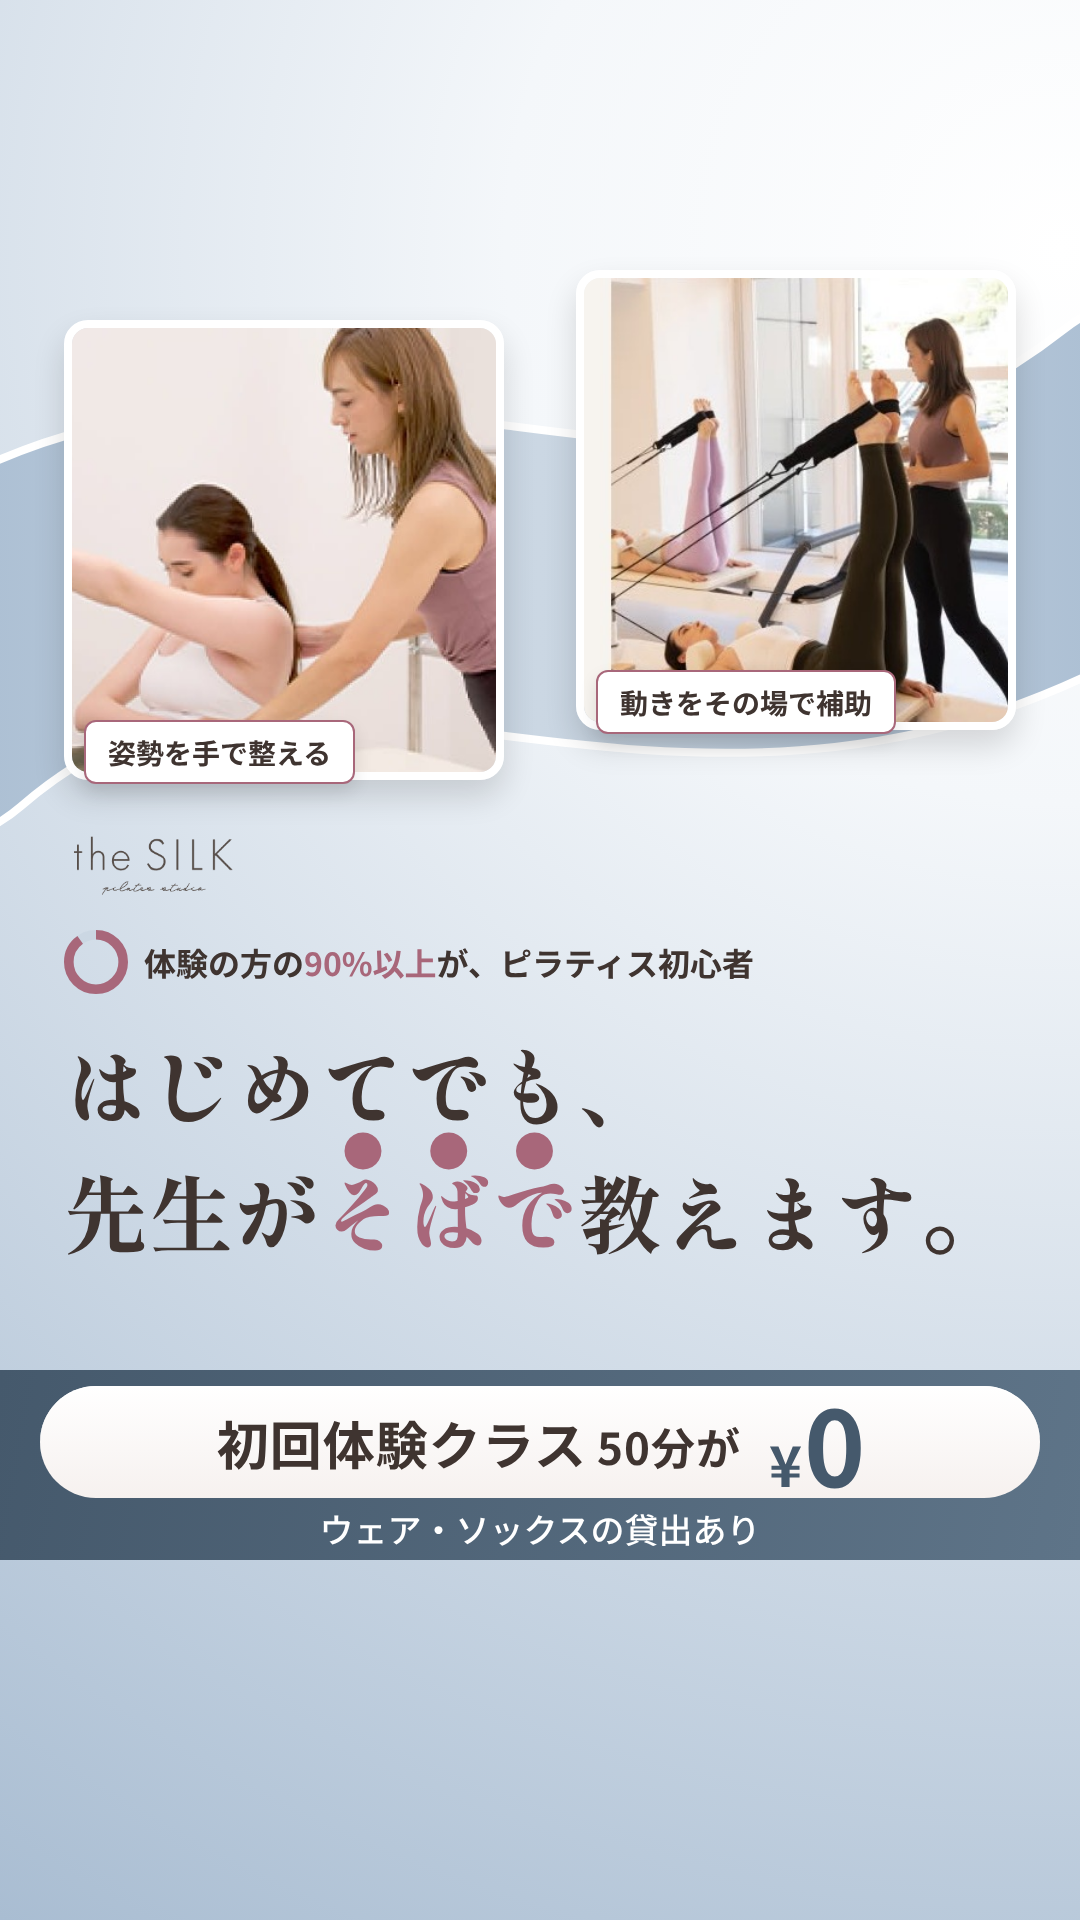 動きをその場で補助
姿勢を手で整える
the SILK
pilates studio
体験の方の90%以上が、ピラティス初心者
はじめてでも、
先生がそばで教えます。
初回体験クラス 50分が ¥0
ウェア・ソックスの貸出あり